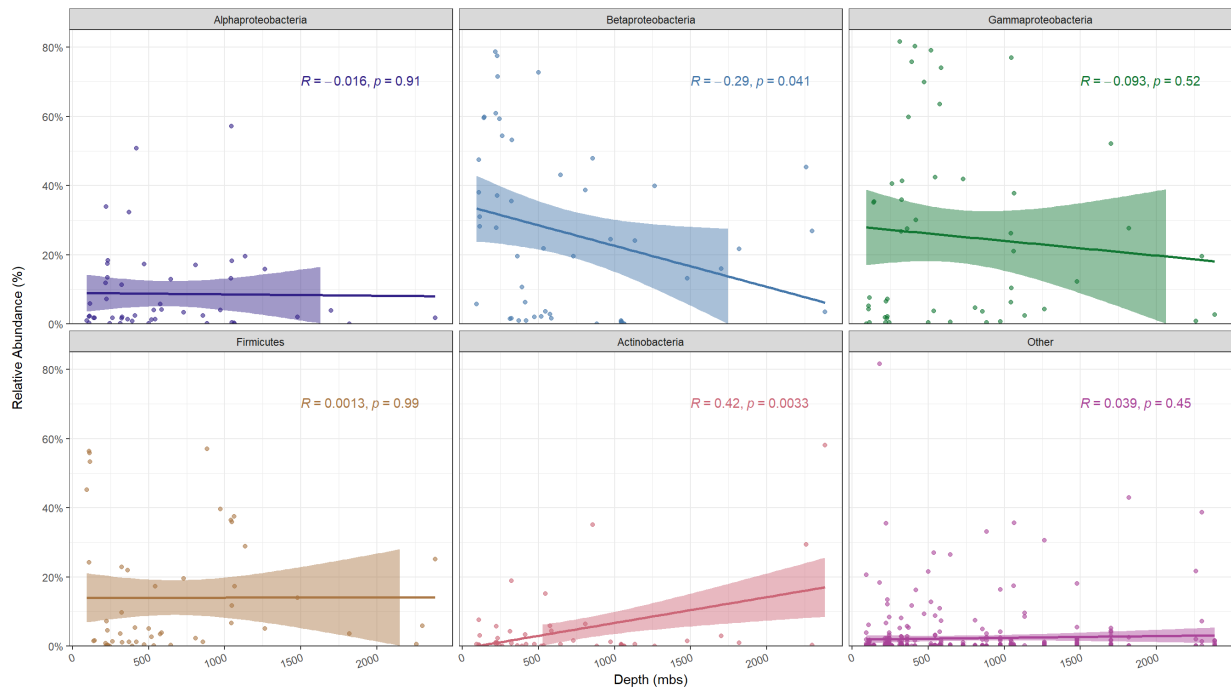 Alphaproteobacteria
Betaproteobacteria
Gammaproteobacteria
80%
60%
40%
20%
0%
R = −0.016, p = 0.91
R = −0.29, p = 0.041
R = −0.093, p = 0.52
Relative Abundance (%)
Firmicutes
Actinobacteria
Other
80%
60%
40%
20%
0%
R = 0.0013, p = 0.99
R = 0.42, p = 0.0033
R = 0.039, p = 0.45
0 500 1000 1500 2000
0 500 1000 1500 2000
0 500 1000 1500 2000
Depth (mbs)